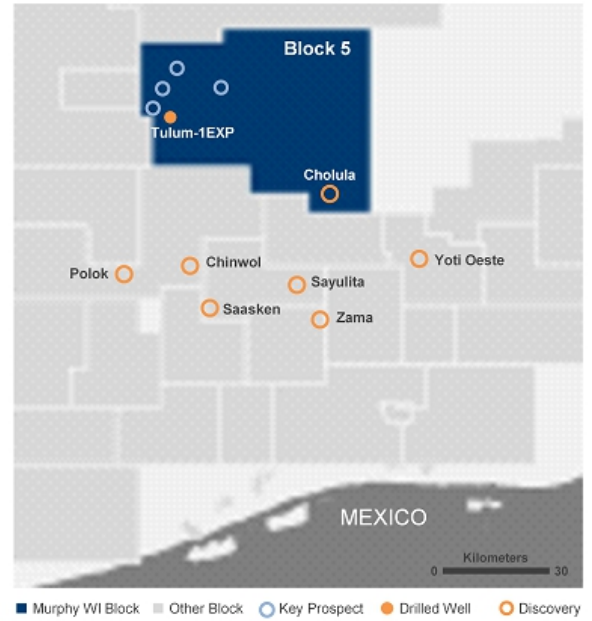 Block 5
Tulum-1EXP
Cholula
Chinwol
Yoti Oeste
Polok
Sayulita
Saasken
Zama
MEXICO
Kilometers
0 30
Murphy WI Block Other Block Key Prospect Drilled Well Discovery